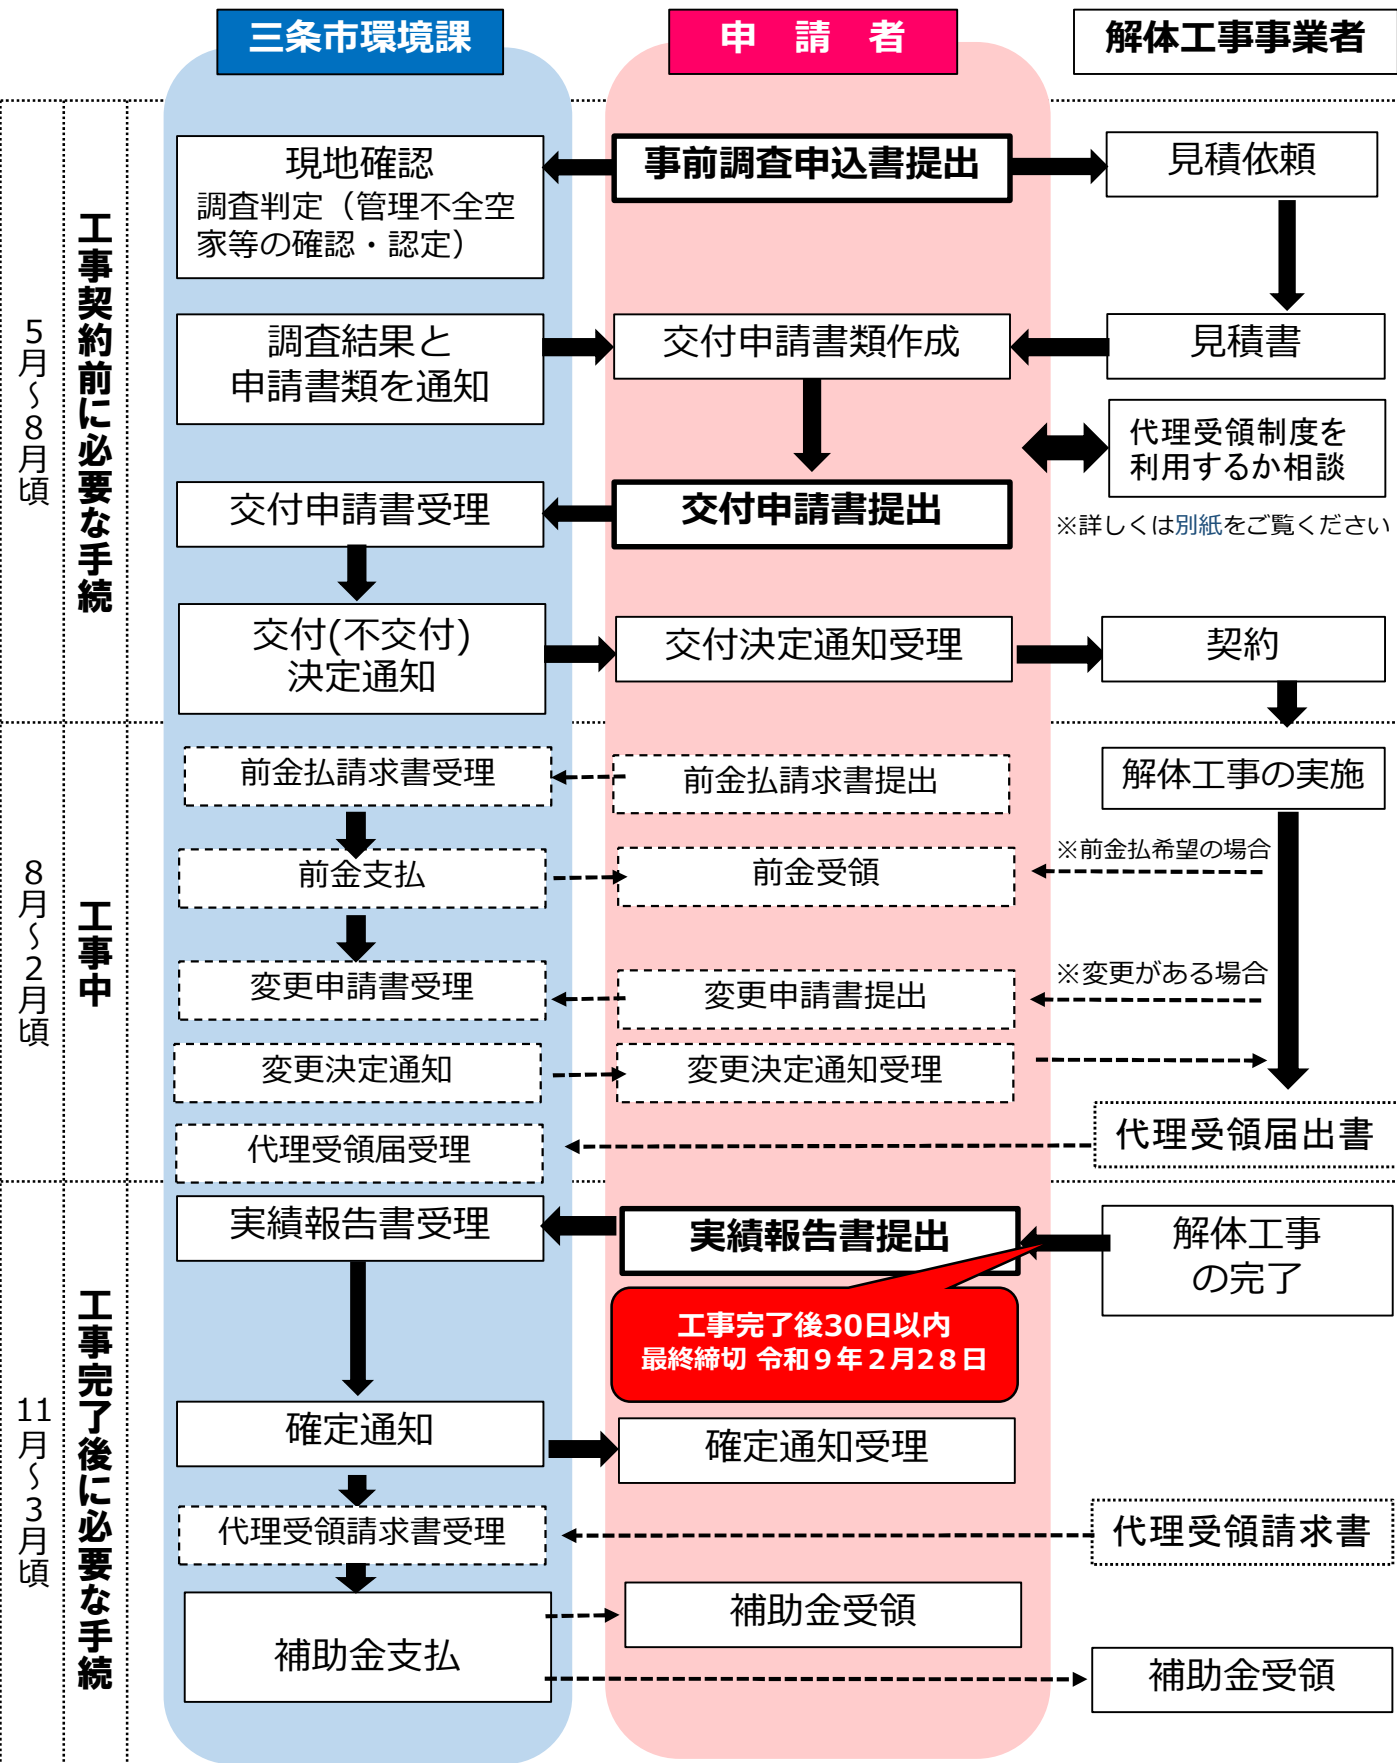 三条市環境課
申　請　者
解体工事事業者
5月～8月頃
工事契約前に必要な手続
現地確認
調査判定（管理不全空
家等の確認・認定）
事前調査申込書提出
見積依頼
調査結果と
申請書類を通知
交付申請書類作成
見積書
代理受領制度を
利用するか相談
※詳しくは別紙をご覧ください
交付申請書受理
交付申請書提出
交付(不交付)
決定通知
交付決定通知受理
契約
8月～2月頃
工事中
前金払請求書受理
前金払請求書提出
解体工事の実施
前金支払
前金受領
※前金払希望の場合
変更申請書受理
変更申請書提出
※変更がある場合
変更決定通知
変更決定通知受理
代理受領届受理
代理受領届出書
11月～3月頃
工事完了後に必要な手続
実績報告書受理
実績報告書提出
解体工事
の完了
工事完了後30日以内
最終締切 令和９年２月２８日
確定通知
確定通知受理
代理受領請求書受理
代理受領請求書
補助金支払
補助金受領
補助金受領